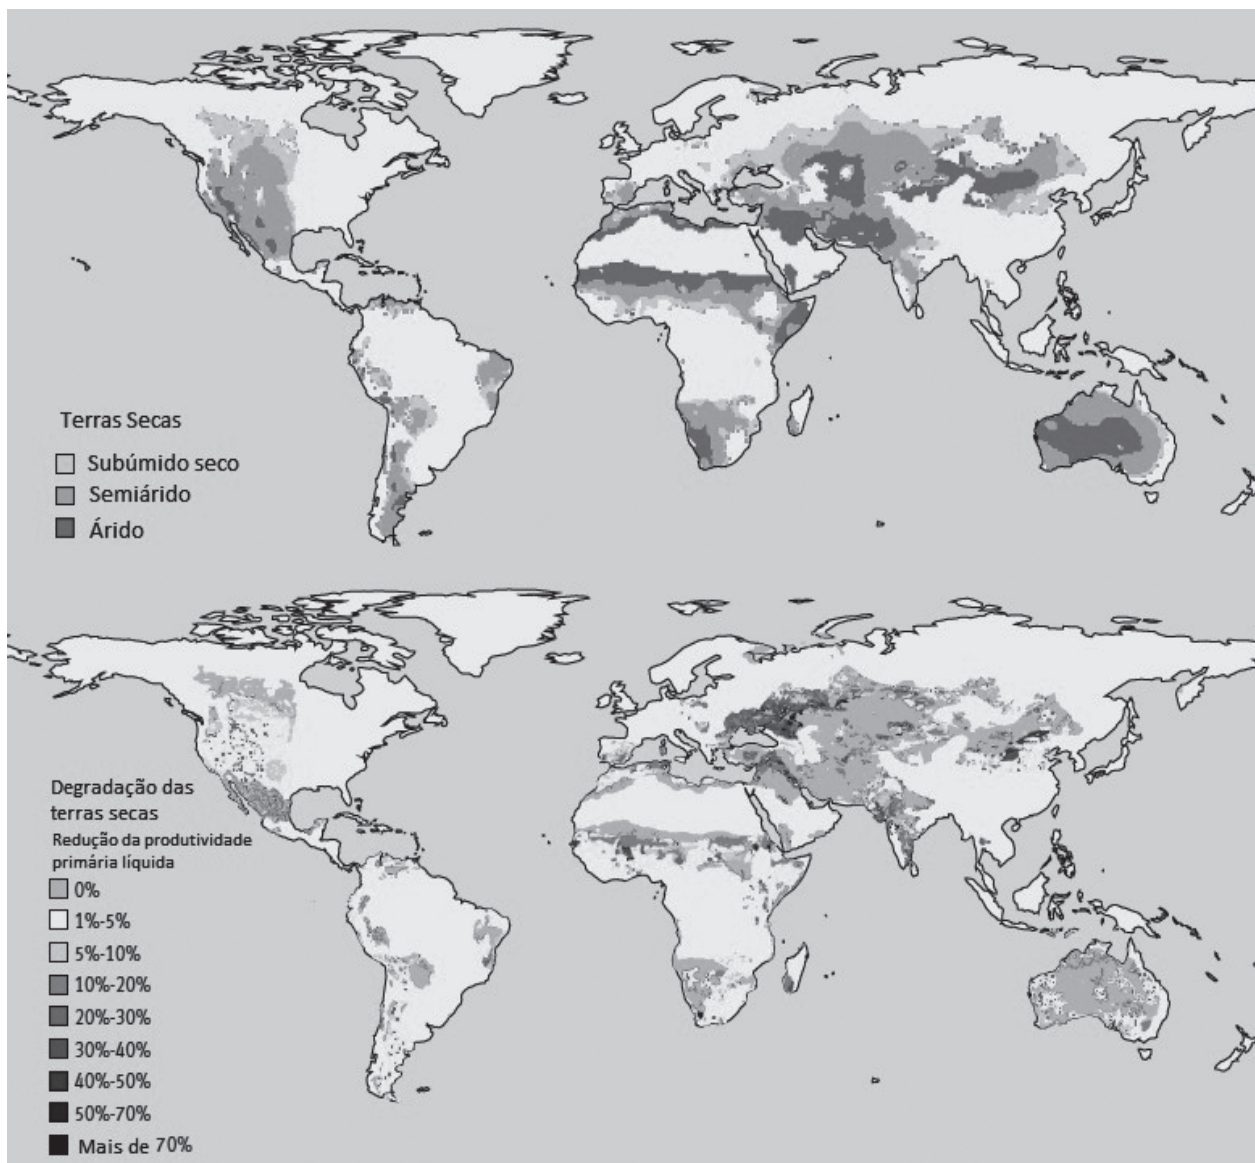 Terras Secas
Subúmido seco
Semiárido
Árido
Degradação das
terras secas
Redução da produtividade
primária líquida
0%
1%-5%
5%-10%
10%-20%
20%-30%
30%-40%
40%-50%
50%-70%
Mais de 70%